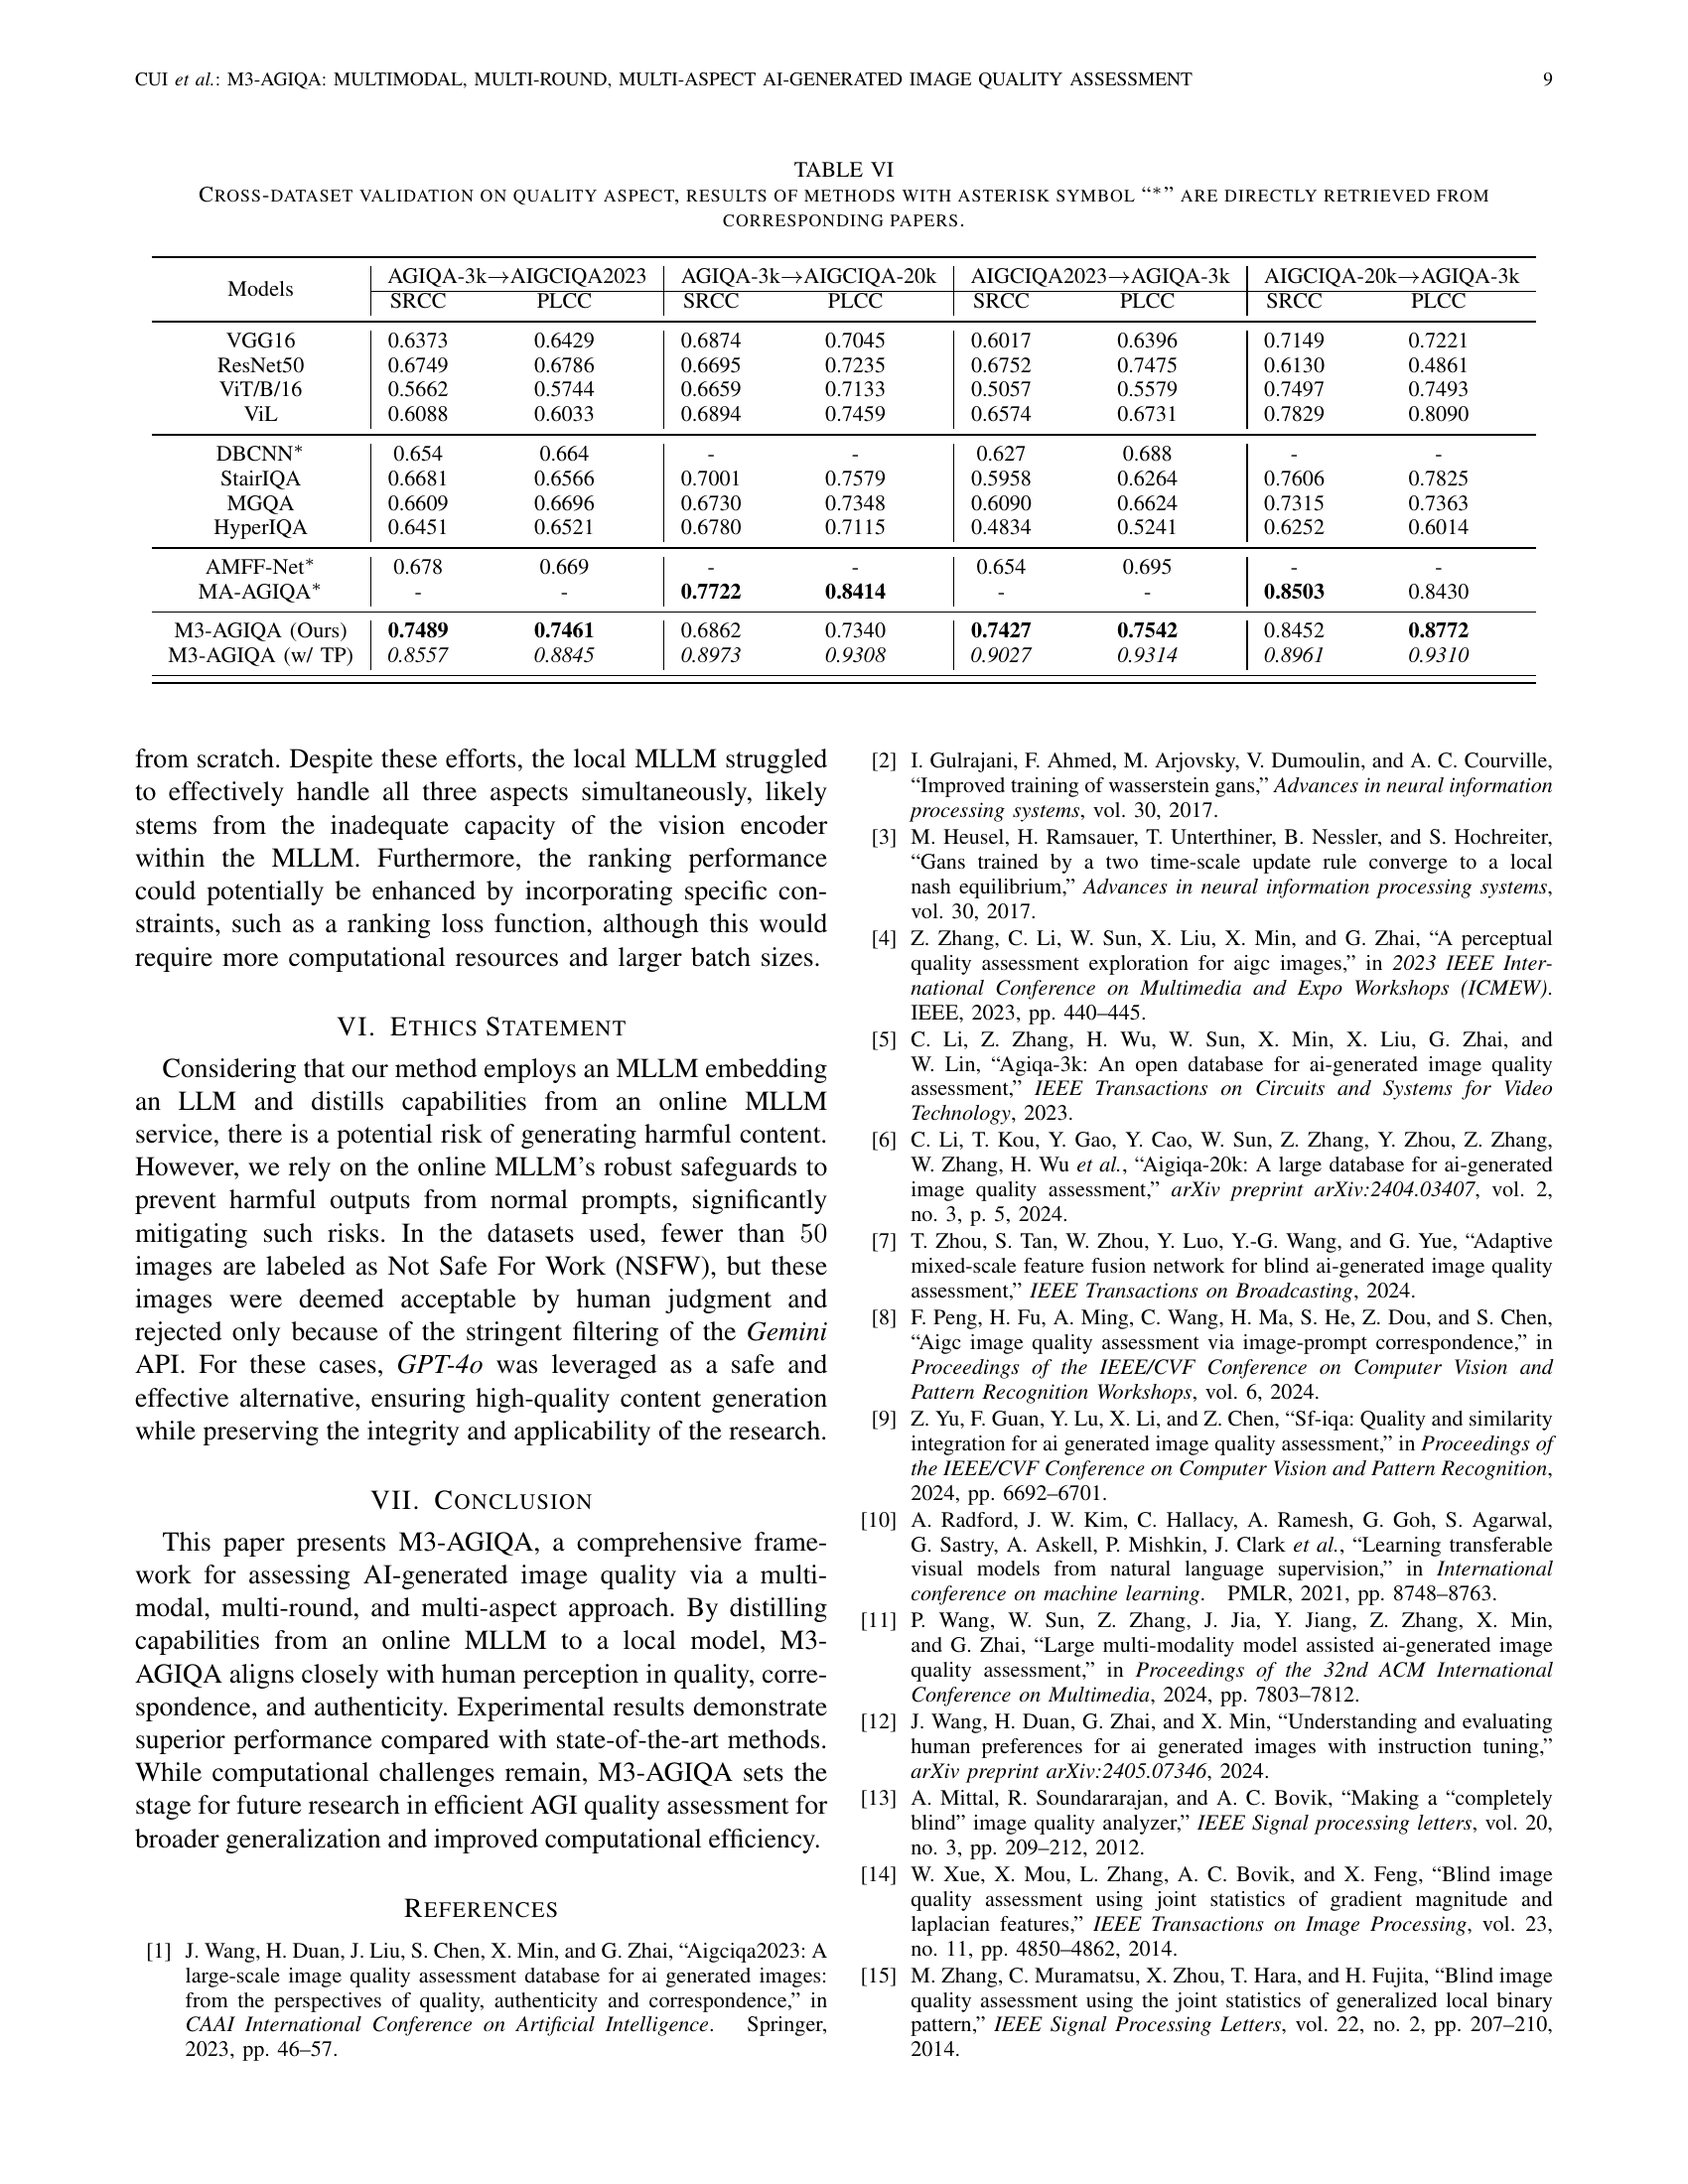 CUI et al.: M3-AGIQA: MULTIMODAL, MULTI-ROUND, MULTI-ASPECT AI-GENERATED IMAGE QUALITY ASSESSMENT 9
TABLE VI
CROSS-DATASET VALIDATION ON QUALITY ASPECT, RESULTS OF METHODS WITH ASTERISK SYMBOL “*” ARE DIRECTLY RETRIEVED FROM
CORRESPONDING PAPERS.
Models AGIQA-3k→AIGCIQA2023 AGIQA-3k→AIGCIQA-20k AIGCIQA2023→AGIQA-3k AIGCIQA-20k→AGIQA-3k
SRCC PLCC SRCC PLCC SRCC PLCC SRCC PLCC
VGG16 0.6373 0.6429 0.6874 0.7045 0.6017 0.6396 0.7149 0.7221
ResNet50 0.6749 0.6786 0.6695 0.7235 0.6752 0.7475 0.6130 0.4861
ViT/B/16 0.5662 0.5744 0.6659 0.7133 0.5057 0.5579 0.7497 0.7493
ViL 0.6088 0.6033 0.6894 0.7459 0.6574 0.6731 0.7829 0.8090
DBCNN* 0.654 0.664 - - 0.627 0.688 - -
StairIQA 0.6681 0.6566 0.7001 0.7579 0.5958 0.6264 0.7606 0.7825
MGQA 0.6609 0.6696 0.6730 0.7348 0.6090 0.6624 0.7315 0.7363
HyperIQA 0.6451 0.6521 0.6780 0.7115 0.4834 0.5241 0.6252 0.6014
AMFF-Net* 0.678 0.669 - - 0.654 0.695 - -
MA-AGIQA* - - 0.7722 0.8414 - - 0.8503 0.8430
M3-AGIQA (Ours) 0.7489 0.7461 0.6862 0.7340 0.7427 0.7542 0.8452 0.8772
M3-AGIQA (w/ TP) 0.8557 0.8845 0.8973 0.9308 0.9027 0.9314 0.8961 0.9310
from scratch. Despite these efforts, the local MLLM struggled
to effectively handle all three aspects simultaneously, likely
stems from the inadequate capacity of the vision encoder
within the MLLM. Furthermore, the ranking performance
could potentially be enhanced by incorporating specific con-
straints, such as a ranking loss function, although this would
require more computational resources and larger batch sizes.
VI. ETHICS STATEMENT
Considering that our method employs an MLLM embedding
an LLM and distills capabilities from an online MLLM
service, there is a potential risk of generating harmful content.
However, we rely on the online MLLM’s robust safeguards to
prevent harmful outputs from normal prompts, significantly
mitigating such risks. In the datasets used, fewer than 50
images are labeled as Not Safe For Work (NSFW), but these
images were deemed acceptable by human judgment and
rejected only because of the stringent filtering of the Gemini
API. For these cases, GPT-4o was leveraged as a safe and
effective alternative, ensuring high-quality content generation
while preserving the integrity and applicability of the research.
VII. CONCLUSION
This paper presents M3-AGIQA, a comprehensive frame-
work for assessing AI-generated image quality via a multi-
modal, multi-round, and multi-aspect approach. By distilling
capabilities from an online MLLM to a local model, M3-
AGIQA aligns closely with human perception in quality, corre-
spondence, and authenticity. Experimental results demonstrate
superior performance compared with state-of-the-art methods.
While computational challenges remain, M3-AGIQA sets the
stage for future research in efficient AGI quality assessment for
broader generalization and improved computational efficiency.
REFERENCES
[1] J. Wang, H. Duan, J. Liu, S. Chen, X. Min, and G. Zhai, “Aigciqa2023: A
large-scale image quality assessment database for ai generated images:
from the perspectives of quality, authenticity and correspondence,” in
CAAI International Conference on Artificial Intelligence. Springer,
2023, pp. 46–57.
[2] I. Gulrajani, F. Ahmed, M. Arjovsky, V. Dumoulin, and A. C. Courville,
“Improved training of wasserstein gans,” Advances in neural information
processing systems, vol. 30, 2017.
[3] M. Heusel, H. Ramsauer, T. Unterthiner, B. Nessler, and S. Hochreiter,
“Gans trained by a two time-scale update rule converge to a local
nash equilibrium,” Advances in neural information processing systems,
vol. 30, 2017.
[4] Z. Zhang, C. Li, W. Sun, X. Liu, X. Min, and G. Zhai, “A perceptual
quality assessment exploration for aigc images,” in 2023 IEEE Inter-
national Conference on Multimedia and Expo Workshops (ICMEW).
IEEE, 2023, pp. 440–445.
[5] C. Li, Z. Zhang, H. Wu, W. Sun, X. Min, X. Liu, G. Zhai, and
W. Lin, “Agiqa-3k: An open database for ai-generated image quality
assessment,” IEEE Transactions on Circuits and Systems for Video
Technology, 2023.
[6] C. Li, T. Kou, Y. Gao, Y. Cao, W. Sun, Z. Zhang, Y. Zhou, Z. Zhang,
W. Zhang, H. Wu et al., “Aigiqa-20k: A large database for ai-generated
image quality assessment,” arXiv preprint arXiv:2404.03407, vol. 2,
no. 3, p. 5, 2024.
[7] T. Zhou, S. Tan, W. Zhou, Y. Luo, Y.-G. Wang, and G. Yue, “Adaptive
mixed-scale feature fusion network for blind ai-generated image quality
assessment,” IEEE Transactions on Broadcasting, 2024.
[8] F. Peng, H. Fu, A. Ming, C. Wang, H. Ma, S. He, Z. Dou, and S. Chen,
“Aigc image quality assessment via image-prompt correspondence,” in
Proceedings of the IEEE/CVF Conference on Computer Vision and
Pattern Recognition Workshops, vol. 6, 2024.
[9] Z. Yu, F. Guan, Y. Lu, X. Li, and Z. Chen, “Sf-iqa: Quality and similarity
integration for ai generated image quality assessment,” in Proceedings of
the IEEE/CVF Conference on Computer Vision and Pattern Recognition,
2024, pp. 6692–6701.
[10] A. Radford, J. W. Kim, C. Hallacy, A. Ramesh, G. Goh, S. Agarwal,
G. Sastry, A. Askell, P. Mishkin, J. Clark et al., “Learning transferable
visual models from natural language supervision,” in International
conference on machine learning. PMLR, 2021, pp. 8748–8763.
[11] P. Wang, W. Sun, Z. Zhang, J. Jia, Y. Jiang, Z. Zhang, X. Min,
and G. Zhai, “Large multi-modality model assisted ai-generated image
quality assessment,” in Proceedings of the 32nd ACM International
Conference on Multimedia, 2024, pp. 7803–7812.
[12] J. Wang, H. Duan, G. Zhai, and X. Min, “Understanding and evaluating
human preferences for ai generated images with instruction tuning,”
arXiv preprint arXiv:2405.07346, 2024.
[13] A. Mittal, R. Soundararajan, and A. C. Bovik, “Making a “completely
blind” image quality analyzer,” IEEE Signal processing letters, vol. 20,
no. 3, pp. 209–212, 2012.
[14] W. Xue, X. Mou, L. Zhang, A. C. Bovik, and X. Feng, “Blind image
quality assessment using joint statistics of gradient magnitude and
laplacian features,” IEEE Transactions on Image Processing, vol. 23,
no. 11, pp. 4850–4862, 2014.
[15] M. Zhang, C. Muramatsu, X. Zhou, T. Hara, and H. Fujita, “Blind image
quality assessment using the joint statistics of generalized local binary
pattern,” IEEE Signal Processing Letters, vol. 22, no. 2, pp. 207–210,
2014.